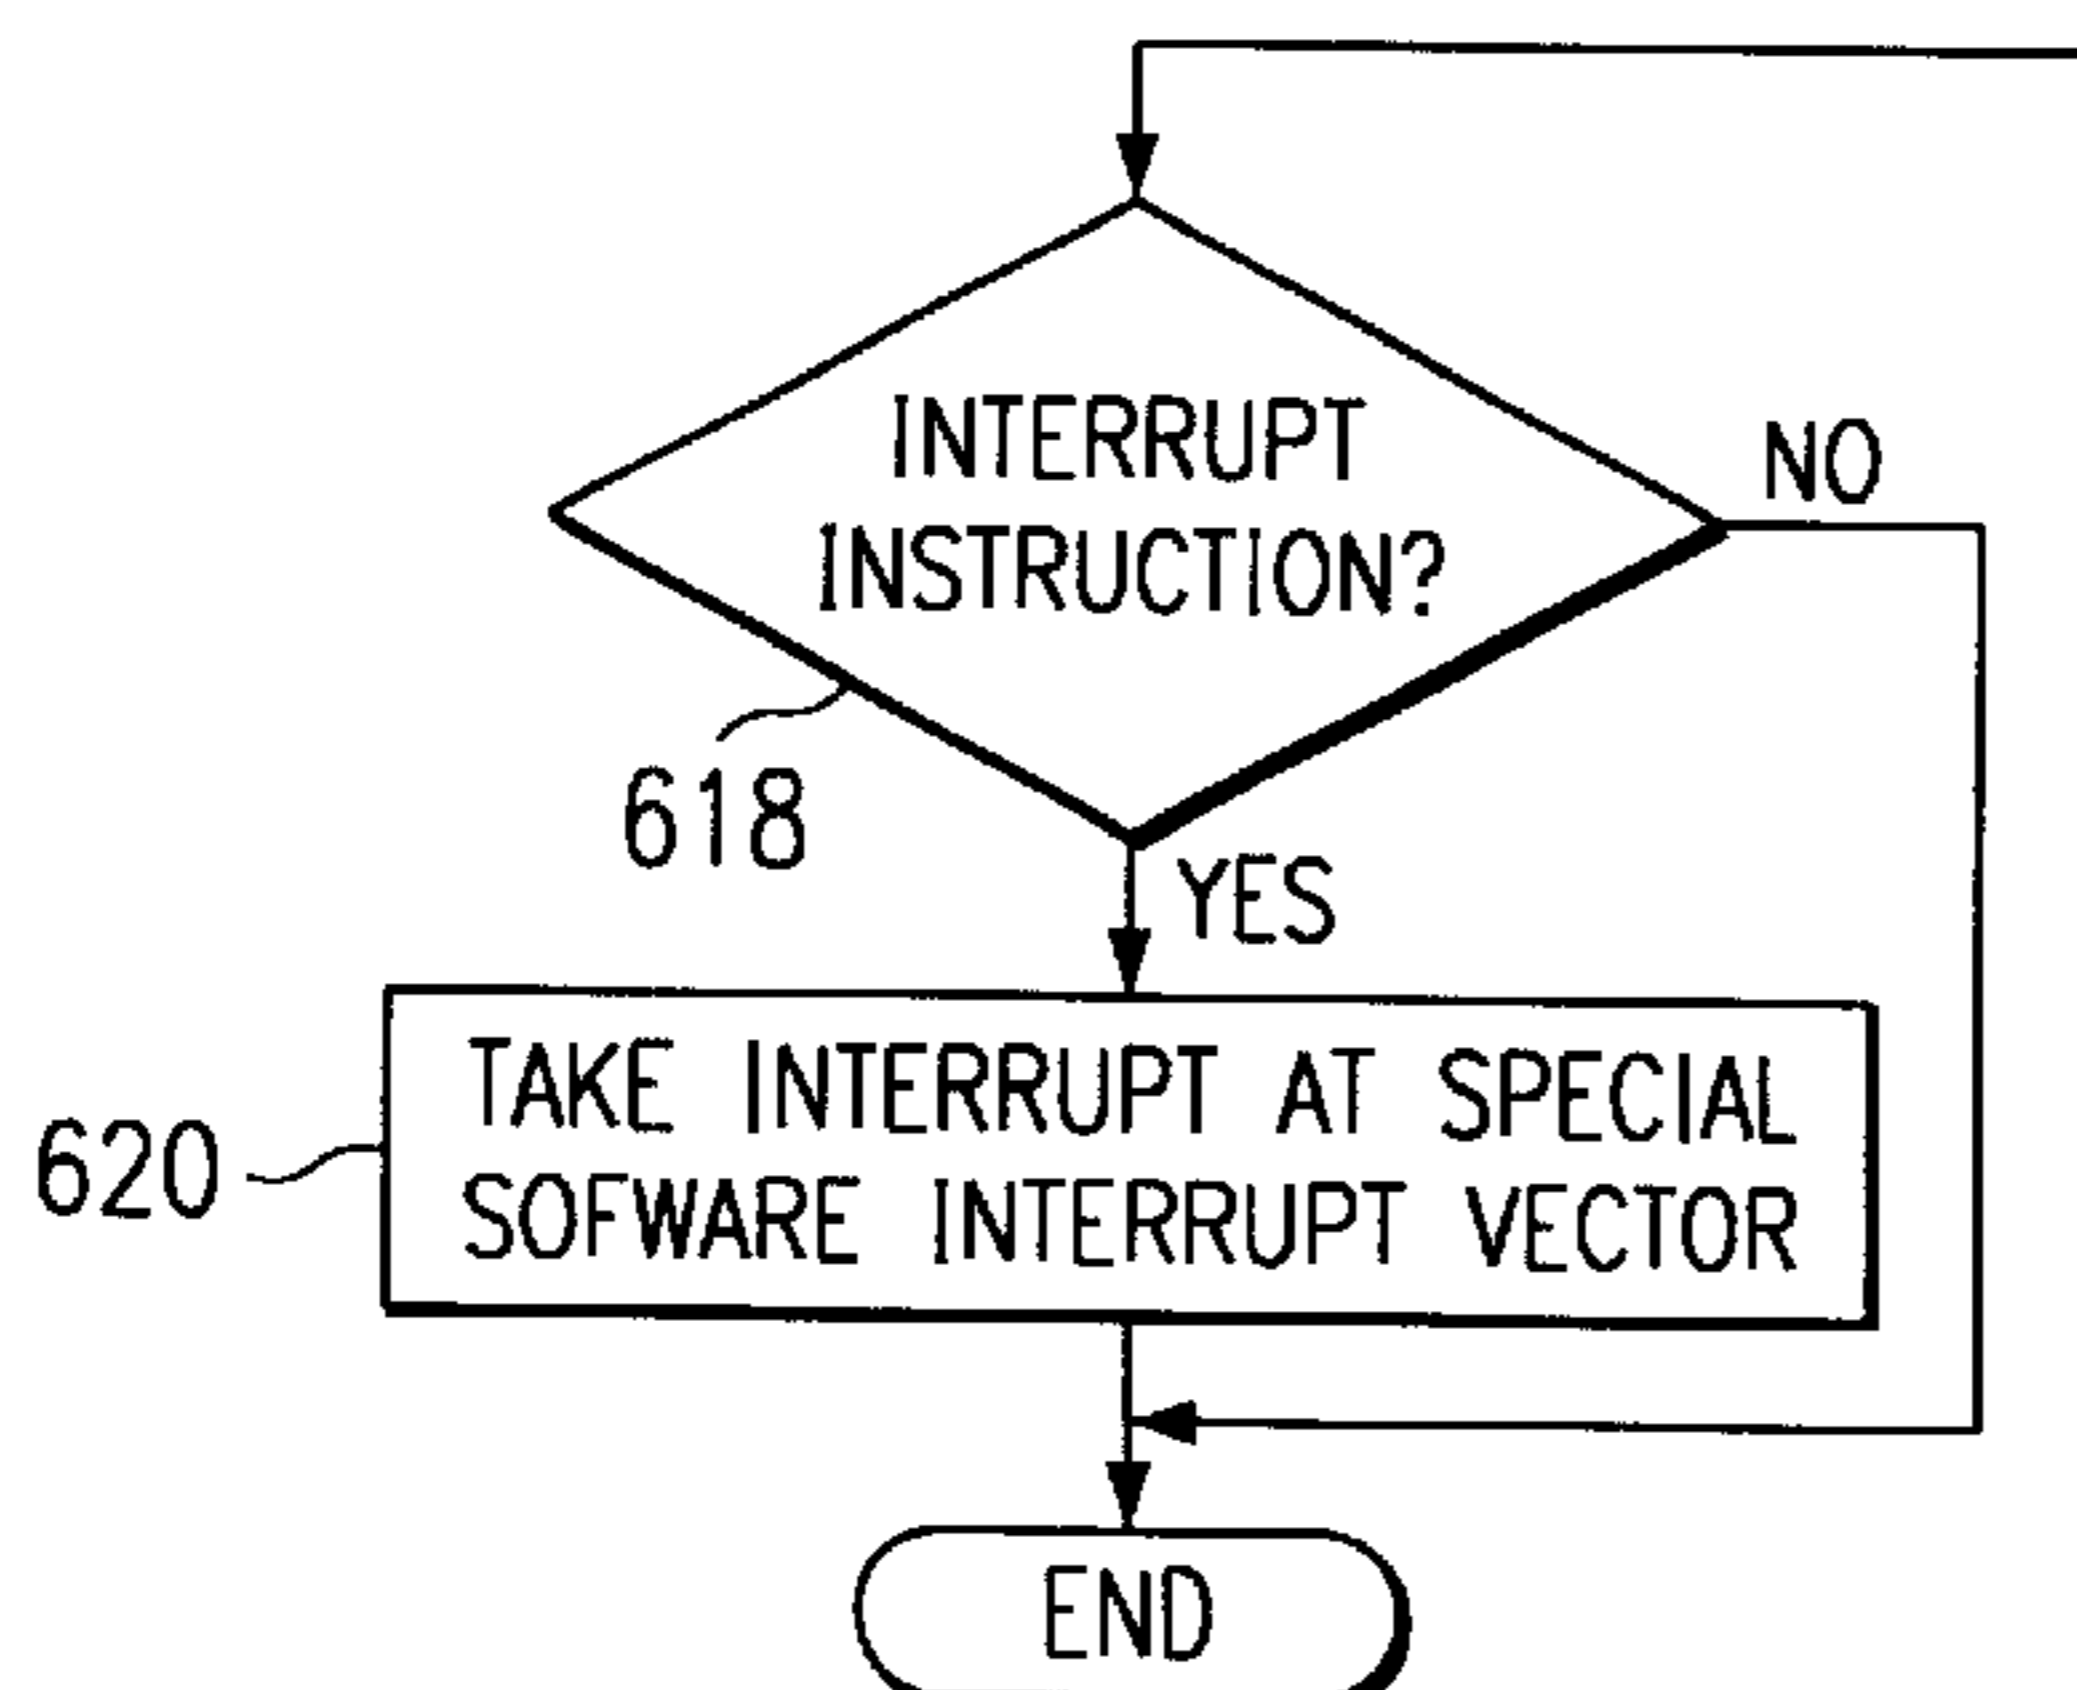 INTERRUPT
INSTRUCTION?
NO
618
YES
TAKE INTERRUPT AT SPECIAL
SOFWARE INTERRUPT VECTOR
620
END